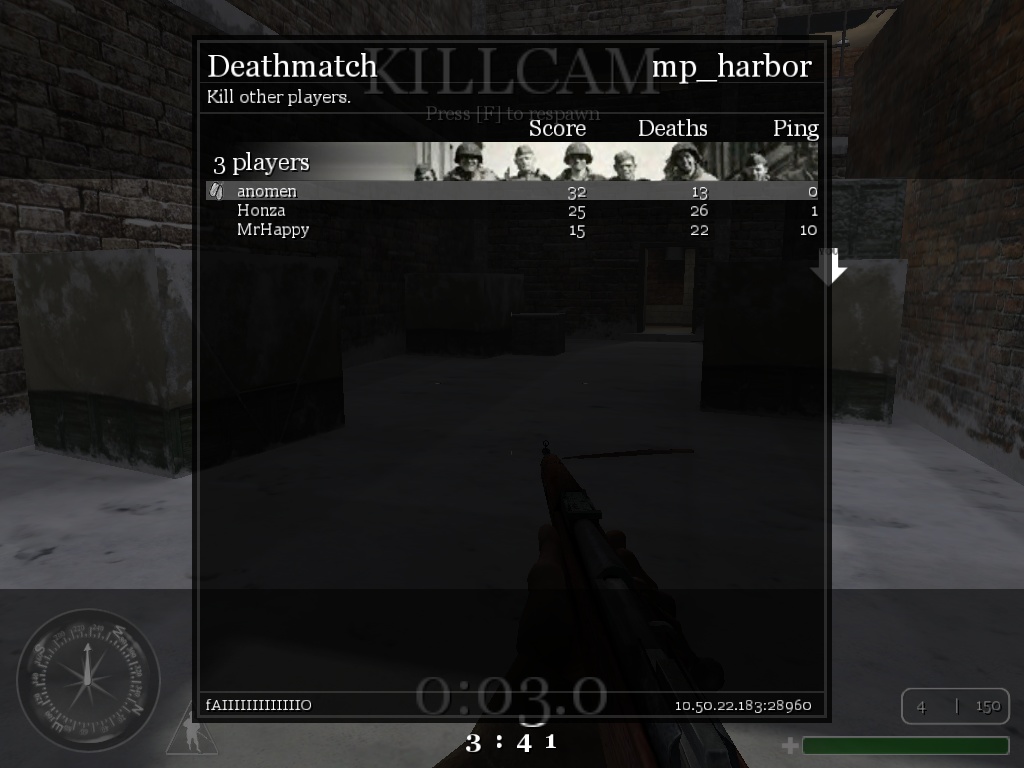 KILLCAM
Deathmatch mp_harbor
Kill other players.
Press [F] to respawn
Score Deaths Ping
3 players
anomen 32 13 0
Honza 25 26 1
MrHappy 15 22 10
0:03.0
fAIIIIIIIIIIIIIO 10.50.22.183:28960
4 | 150
3 : 41